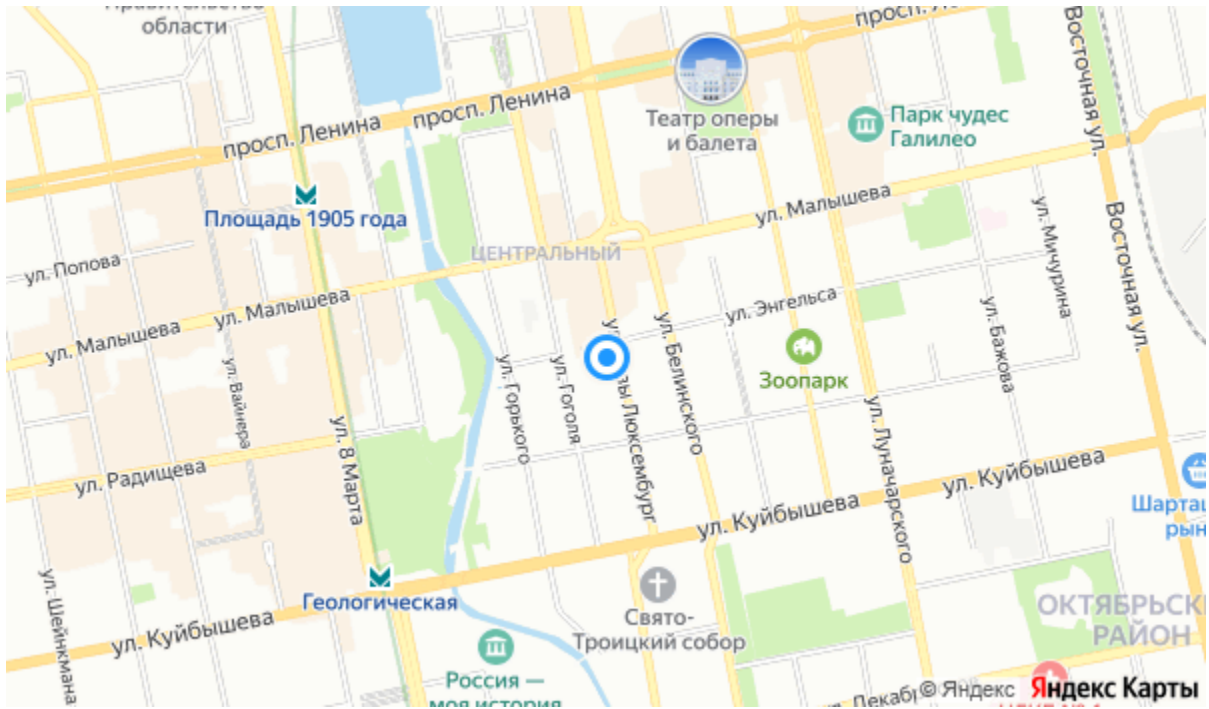 области
просп. Ленина
просп. Ленина
Театр оперы
и балета
Парк чудес
Галилео
Восточная ул.
Площадь 1905 года
ул. Малышева
ул. Мичурина
Восточная ул.
ул. Попова
ЦЕНТРАЛЬНЫЙ
ул. Малышева
ул. Малышева
ул. Энгельса
ул. Бажова
ул. Вайнера
ул. Горького
ул. Гоголя
Люксембург
ул. Белинского
Зоопарк
ул. Луначарского
ул. Радищева
ул. 8 Марта
ул. Куйбышева
ул. Куйбышева
Геологическая
ул. Куйбышева
ул. Шейнкмана
Свято-
Троицкий собор
ОКТЯБРЬСК
РАЙОН
Россия —
моя история
© Яндекс Яндекс Карты